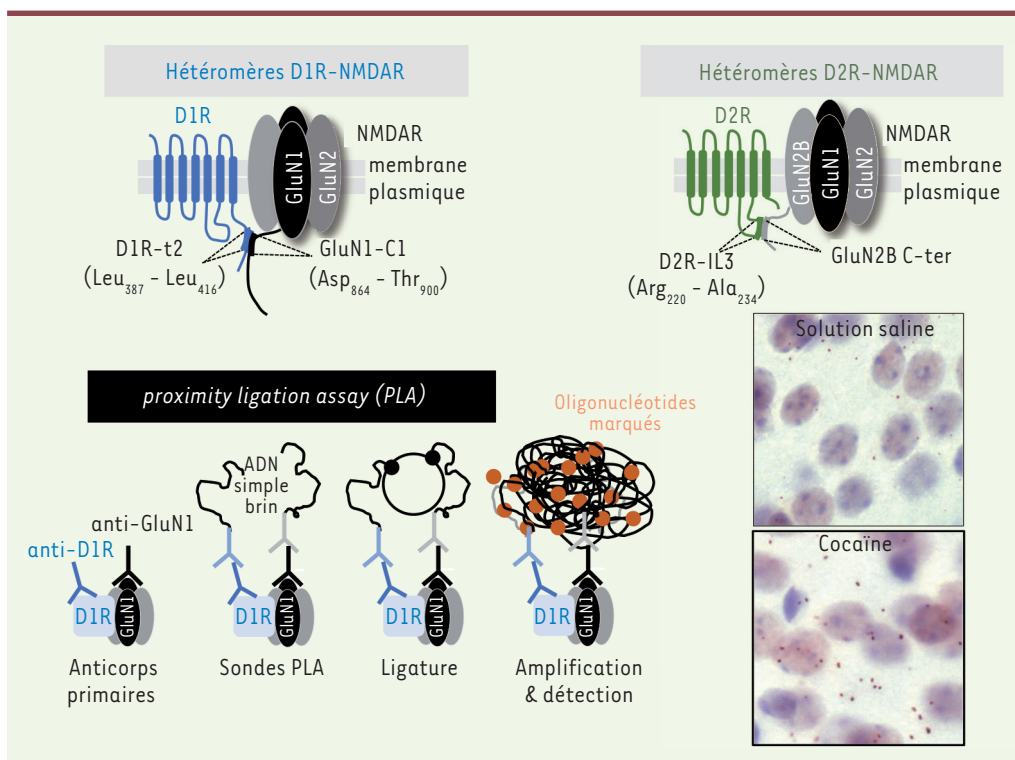 Hétéromères D1R-NMDAR
D1R
GluN1
GluN2
NMDAR
membrane
plasmique
D1R-t2
(Leu387 - Leu416)
GluN1-C1
(Asp864 - Thr900)
Hétéromères D2R-NMDAR
D2R
GluN2B
GluN1
GluN2
NMDAR
membrane
plasmique
D2R-IL3
(Arg220 - Ala234)
GluN2B C-ter
proximity ligation assay (PLA)
anti-D1R
anti-GluN1
D1R
GluN1
Anticorps
primaires
ADN
simple
brin
D1R
GluN1
Sondes PLA
D1R
GluN1
Ligature
Oligonucléotides
marqués
D1R
GluN1
Amplification
& détection
Solution saline
Cocaïne